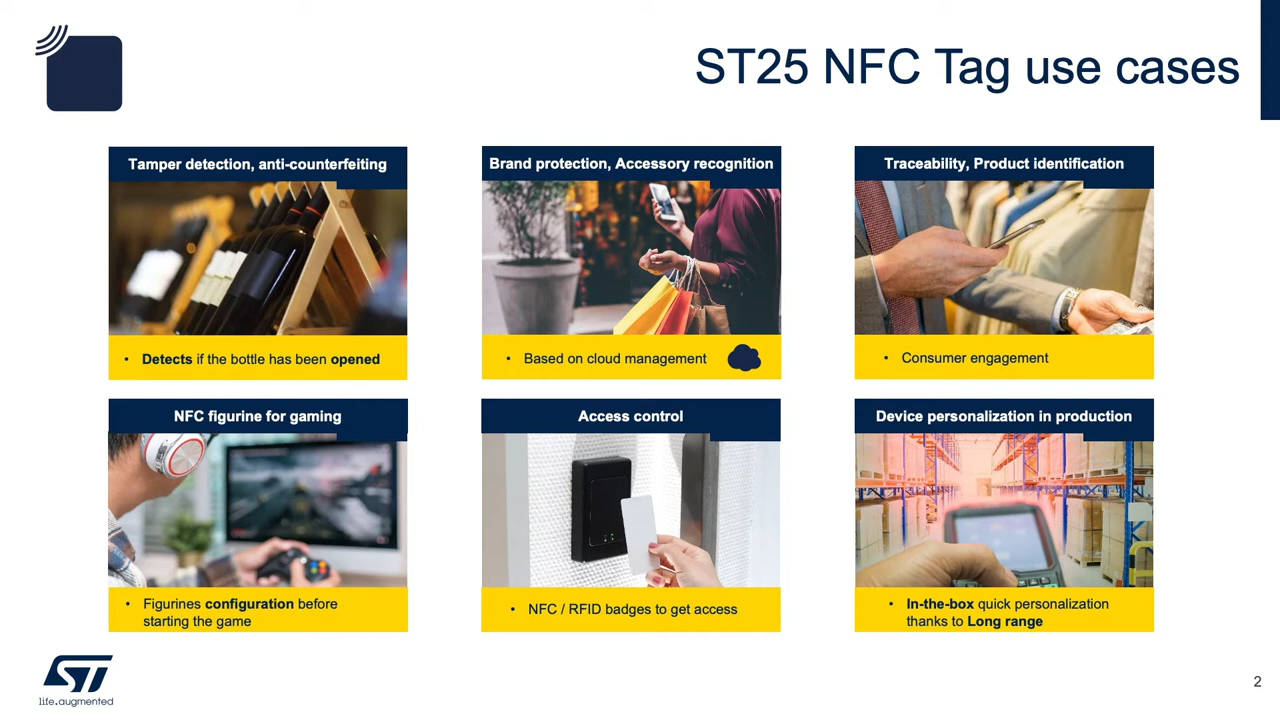 ST25 NFC Tag use cases
Tamper detection, anti-counterfeiting
• Detects if the bottle has been opened
Brand protection, Accessory recognition
• Based on cloud management
Traceability, Product identification
• Consumer engagement
NFC figurine for gaming
• Figurines configuration before
starting the game
Access control
• NFC / RFID badges to get access
Device personalization in production
• In-the-box quick personalization
thanks to Long range
ST
life.augmented
2